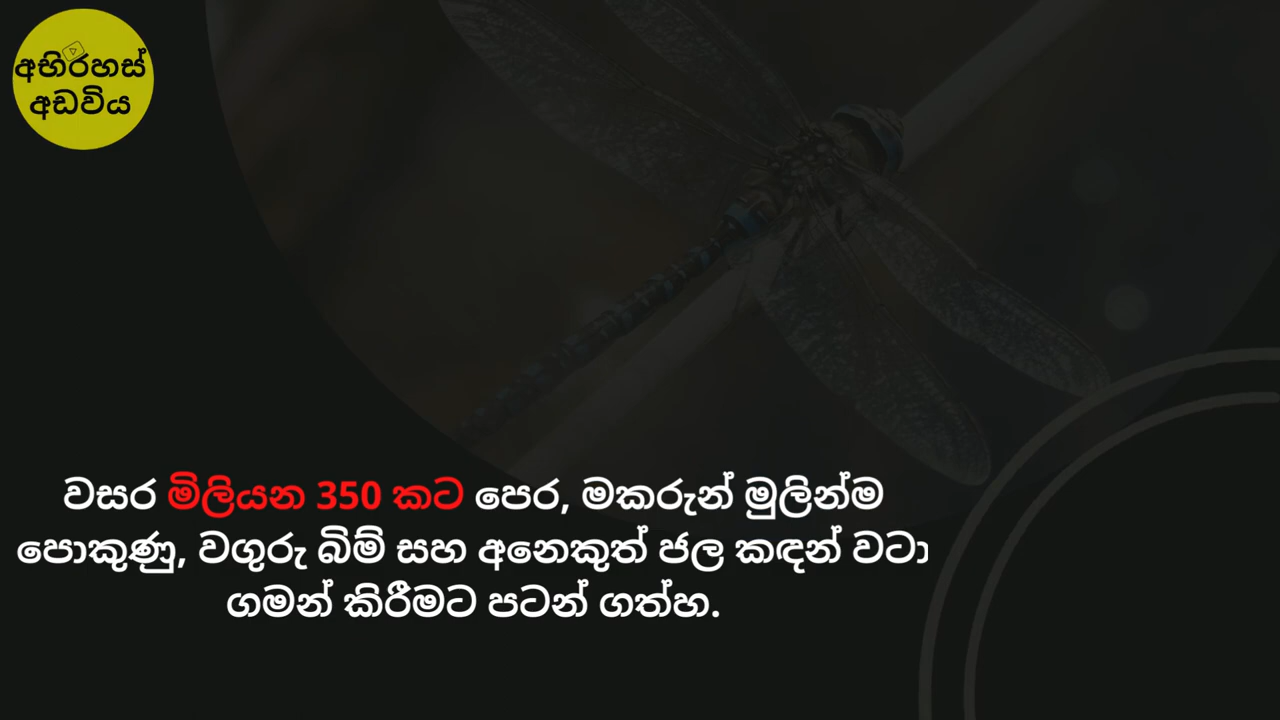 අභිරහස්
අඩවිය
වසර මිලියන 350 කට පෙර, මකරුන් මුලින්ම
පොකුණු, වගුරු බිම් සහ අනෙකුත් ජල කඳන් වටා
ගමන් කිරීමට පටන් ගත්හ.